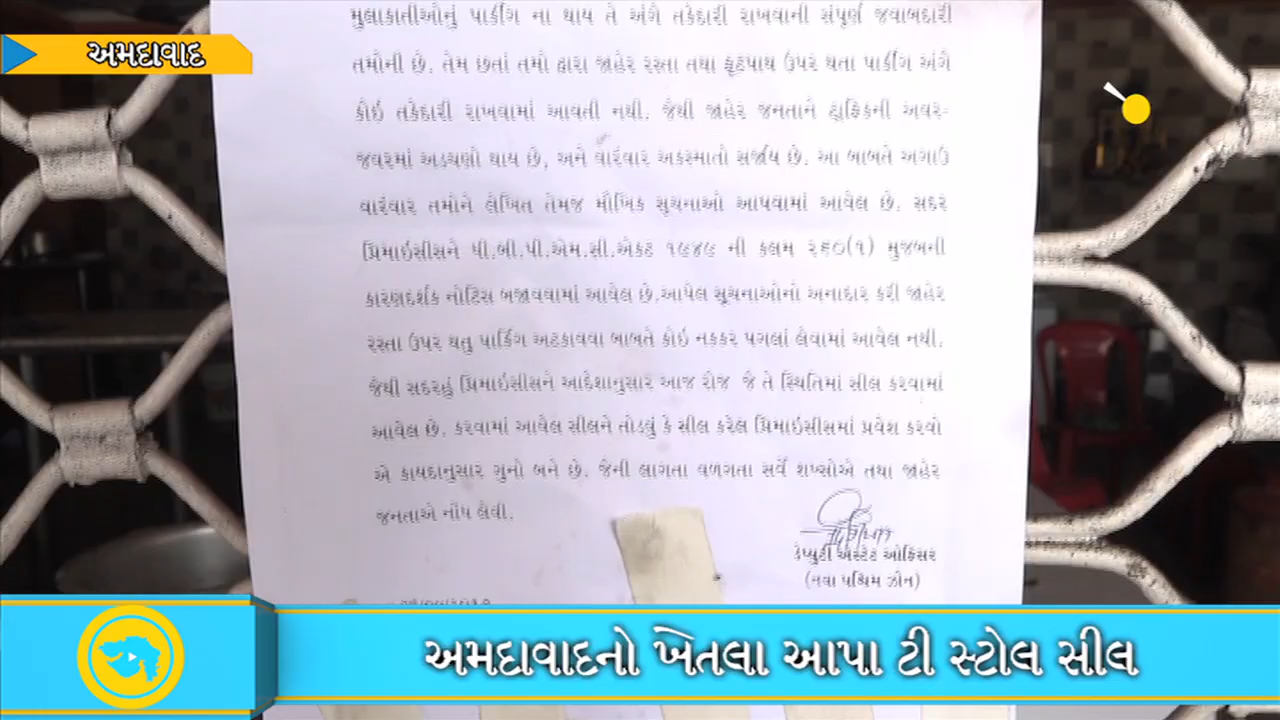 મુલાકાતીઓનું પાર્કીંગ ના થાય તે અંગે તકેદારી રાખવાની સંપૂર્ણ જવાબદારી
અમદાવાદ
તમોની છે. તેમ છતાં તમો દ્વારા જાહેર રસ્તા તથા ફૂટપાથ ઉપર થતા પાર્કીંગ અંગે
કોઇ તકેદારી રાખવામાં આવતી નથી. જેથી જાહેર જનતાને ટ્રાફિકની અવર-
જવરમાં અડચણો થાય છે, અને વારંવાર અકસ્માતો સર્જાય છે. આ બાબતે અગાઉ
વારંવાર તમોને લેખિત તેમજ મૌખિક સુચનાઓ આપવામાં આવેલ છે. સદર
પ્રિમાઇસીસને પી.બી.પી.એમ.સી.એકટ ૧૯૪૯ ની કલમ ૨૬૦(૧) મુજબની
કારણદર્શક નોટિસ બજાવવામાં આવેલ છે.આપેલ સૂચનાઓનો અનાદાર કરી જાહેર
રસ્તા ઉપર થતુ પાર્કિંગ અટકાવવા બાબતે કોઇ નકકર પગલાં લેવામાં આવેલ નથી.
જેથી સદરહું પ્રિમાઇસીસને આદેશાનુસાર આજ રોજ જે તે સ્થિતિમાં સીલ કરવામાં
આવેલ છે. કરવામાં આવેલ સીલને તોડવું કે સીલ કરેલ પ્રિમાઇસીસમાં પ્રવેશ કરવો
એ કાયદાનુસાર ગુનો બને છે. જેની લાગતા વળગતા સર્વે શખ્સોએ તથા જાહેર
જનતાએ નોંધ લેવી.
ડેપ્યુટી એસ્ટેટ ઓફિસર
(નવા પશ્ચિમ ઝોન)
અમદાવાદનો ખેતલા આપા ટી સ્ટોલ સીલ